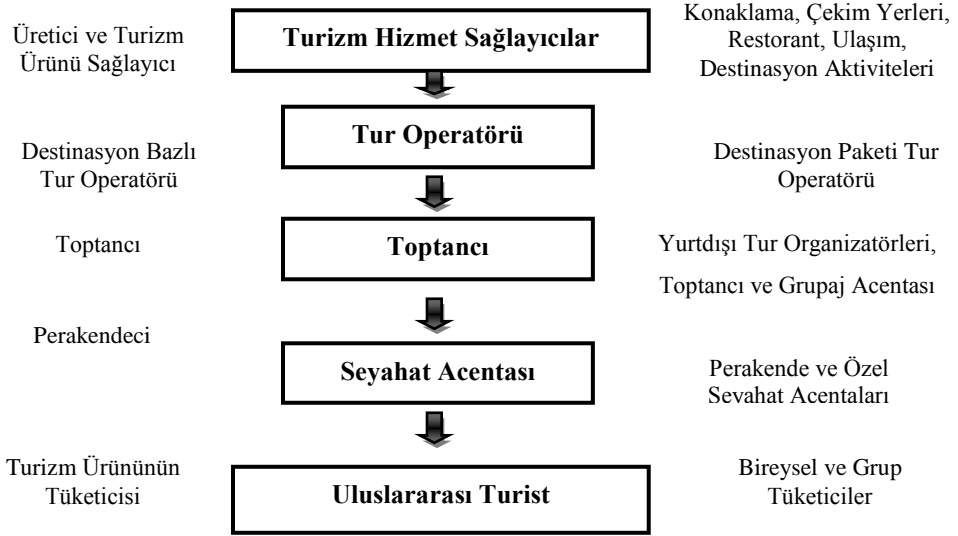 Üretici ve Turizm
Ürünü Sağlayıcı
Turizm Hizmet Sağlayıcılar
Konaklama, Çekim Yerleri,
Restorant, Ulaşım,
Destinasyon Aktiviteleri
Destinasyon Bazlı
Tur Operatörü
Tur Operatörü
Destinasyon Paketi Tur
Operatörü
Toptancı
Toptancı
Yurtdışı Tur Organizatörleri,
Toptancı ve Grupaj Acentası
Perakendeci
Seyahat Acentası
Perakende ve Özel
Sevahat Acentaları
Turizm Ürününün
Tüketicisi
Uluslararası Turist
Bireysel ve Grup
Tüketiciler